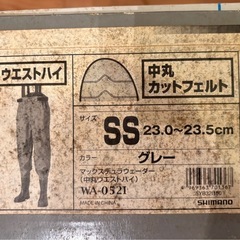 ウエストハイ
中丸
カットフェルト
サイズ
SS 23.0〜23.5cm
カラー
グレー
マックスデュラウェーダー
(中丸ウエストハイ)
WA-0521
MADE IN CHINA
SHIMANO